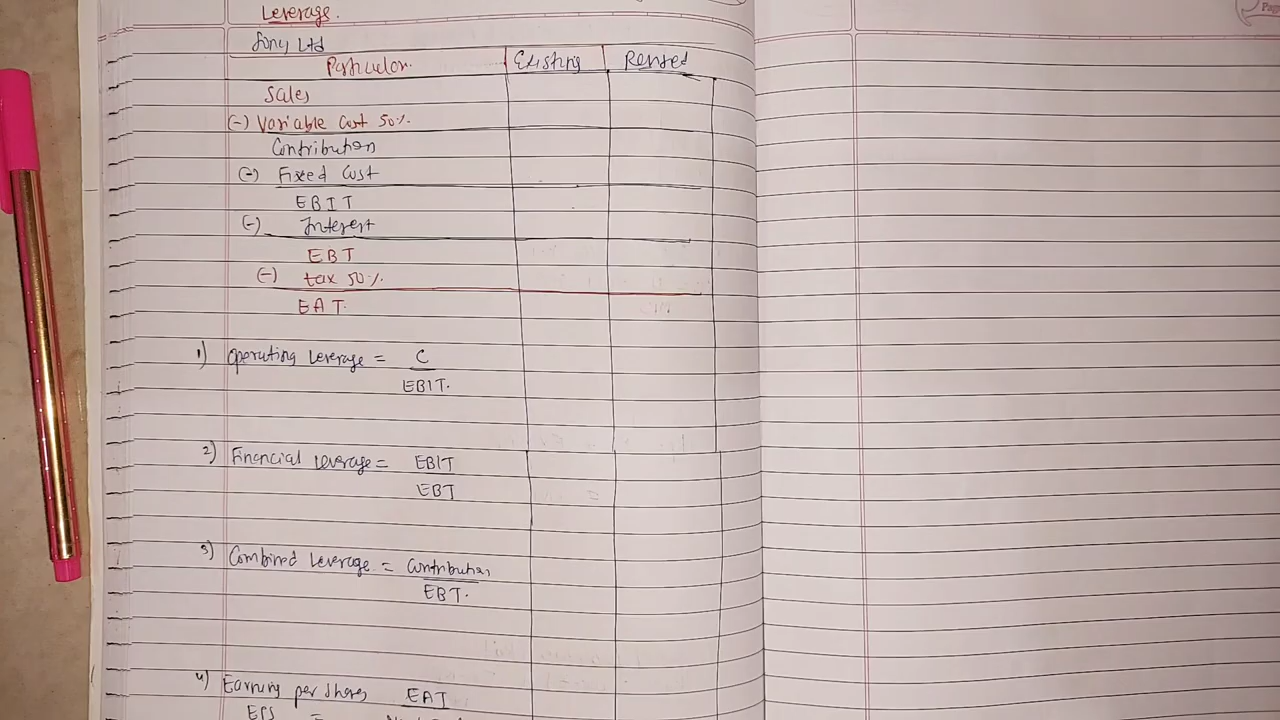 Leverage.
Sony Ltd
Particular. Existing Revised
Sales
(-) Variable Cost 50%.
Contribution
(-) Fixed Cost
EBIT
(-) Interest
EBT
(-) tax 50%.
EAT.
1) Operating Leverage = C
EBIT.
2) Financial leverage = EBIT
EBT
3) Combined Leverage = Contribution
EBT.
4) Earning per shares EAT
EPS =